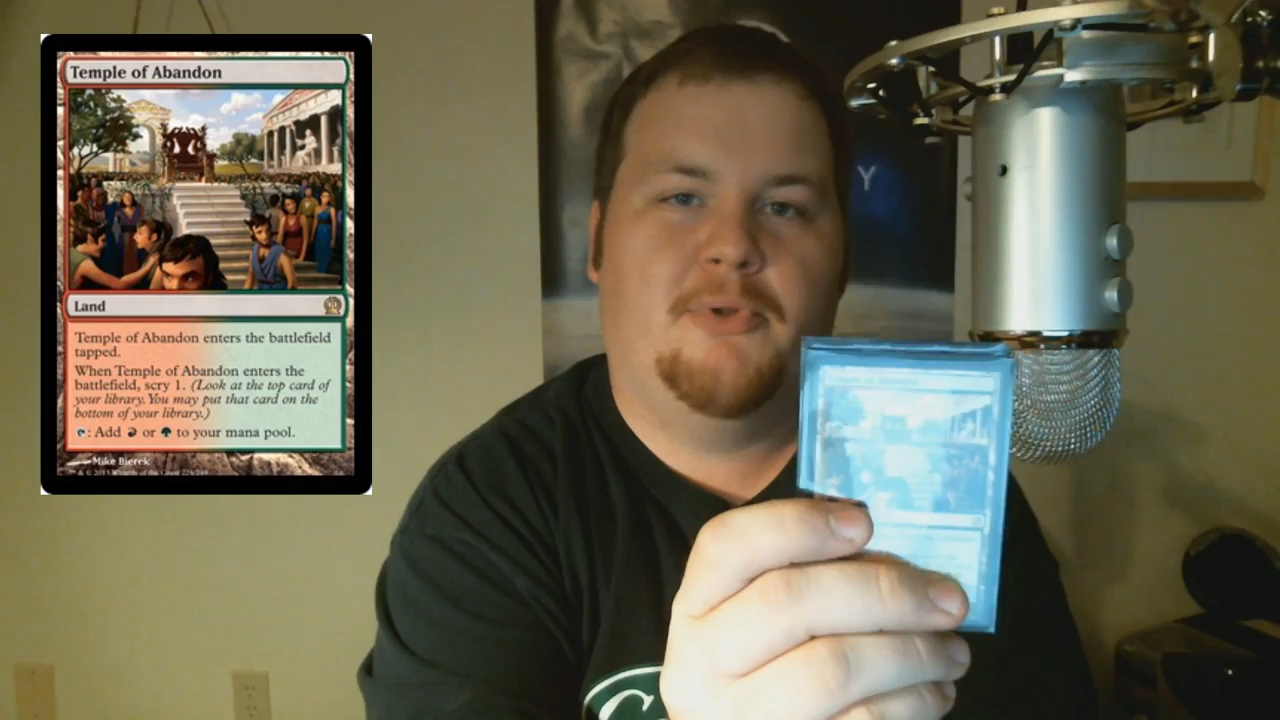 Temple of Abandon
Land
Temple of Abandon enters the battlefield
tapped.
When Temple of Abandon enters the
battlefield, scry 1. (Look at the top card of
your library. You may put that card on the
bottom of your library.)
: Add or to your mana pool.
Mike Bierek
Y